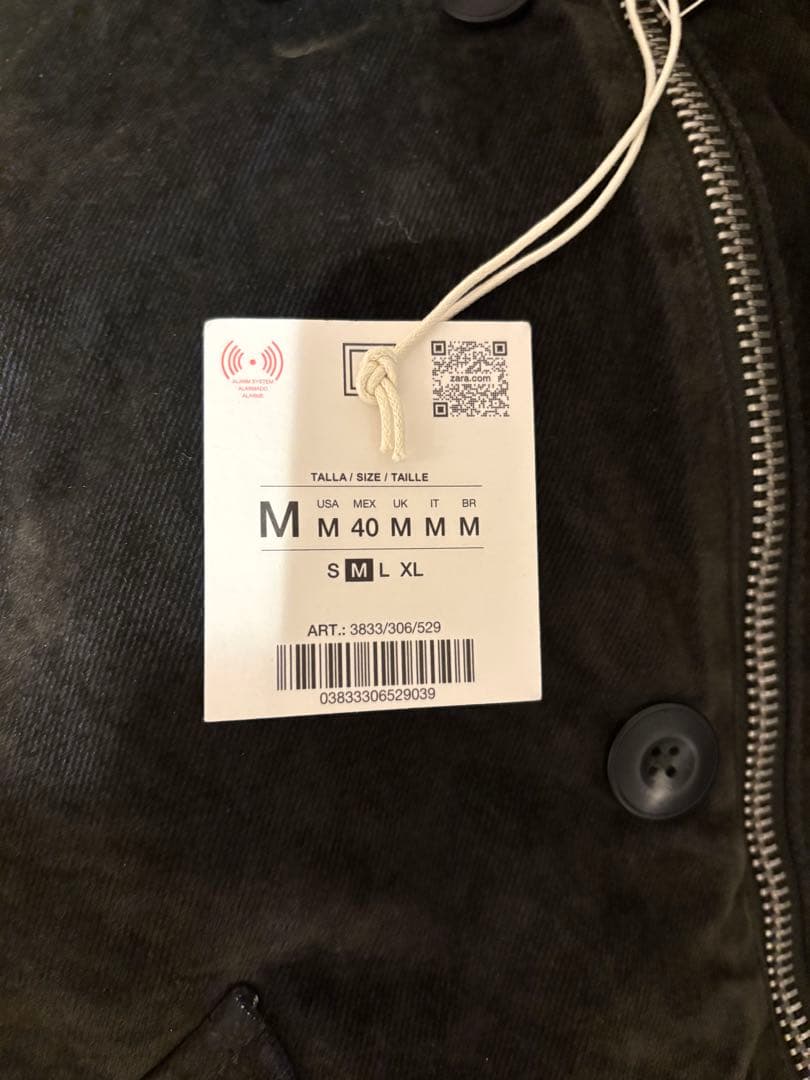 ALARM SYSTEM
ALARMADO
ALARME
zara.com
TALLA / SIZE / TAILLE
USA MEX UK IT BR
M M 40 M M M
S M L XL
ART.: 3833/306/529
03833306529039